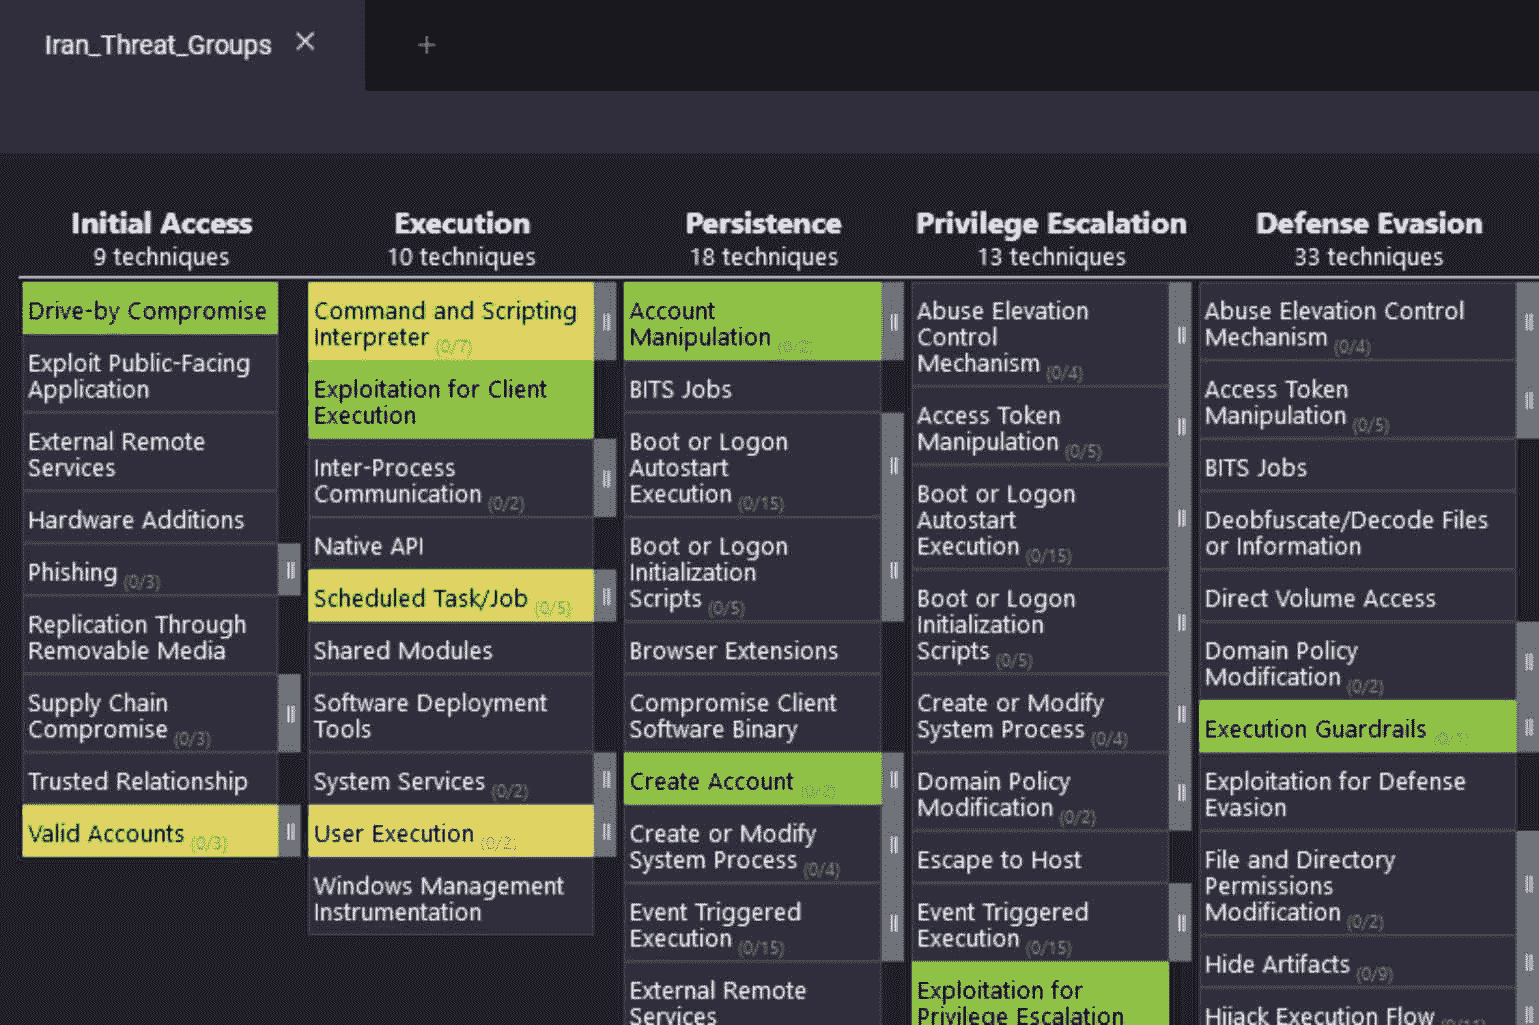 Iran_Threat_Groups × +
Initial Access
9 techniques
Drive-by Compromise
Exploit Public-Facing
Application
External Remote
Services
Hardware Additions
Phishing (0/3)
Replication Through
Removable Media
Supply Chain
Compromise (0/3)
Trusted Relationship
Valid Accounts (0/3)
Execution
10 techniques
Command and Scripting
Interpreter (0/7)
Exploitation for Client
Execution
Inter-Process
Communication (0/2)
Native API
Scheduled Task/Job (0/5)
Shared Modules
Software Deployment
Tools
System Services (0/2)
User Execution (0/2)
Windows Management
Instrumentation
Persistence
18 techniques
Account
Manipulation (0/2)
BITS Jobs
Boot or Logon
Autostart
Execution (0/15)
Boot or Logon
Initialization
Scripts (0/5)
Browser Extensions
Compromise Client
Software Binary
Create Account (0/2)
Create or Modify
System Process (0/4)
Event Triggered
Execution (0/15)
External Remote
Services
Privilege Escalation
13 techniques
Abuse Elevation
Control
Mechanism (0/4)
Access Token
Manipulation (0/5)
Boot or Logon
Autostart
Execution (0/15)
Boot or Logon
Initialization
Scripts (0/5)
Create or Modify
System Process (0/4)
Domain Policy
Modification (0/2)
Escape to Host
Event Triggered
Execution (0/15)
Exploitation for
Privilege Escalation
Defense Evasion
33 techniques
Abuse Elevation Control
Mechanism (0/4)
Access Token
Manipulation (0/5)
BITS Jobs
Deobfuscate/Decode Files
or Information
Direct Volume Access
Domain Policy
Modification (0/2)
Execution Guardrails (0/1)
Exploitation for Defense
Evasion
File and Directory
Permissions
Modification (0/2)
Hide Artifacts (0/9)
Hijack Execution Flow